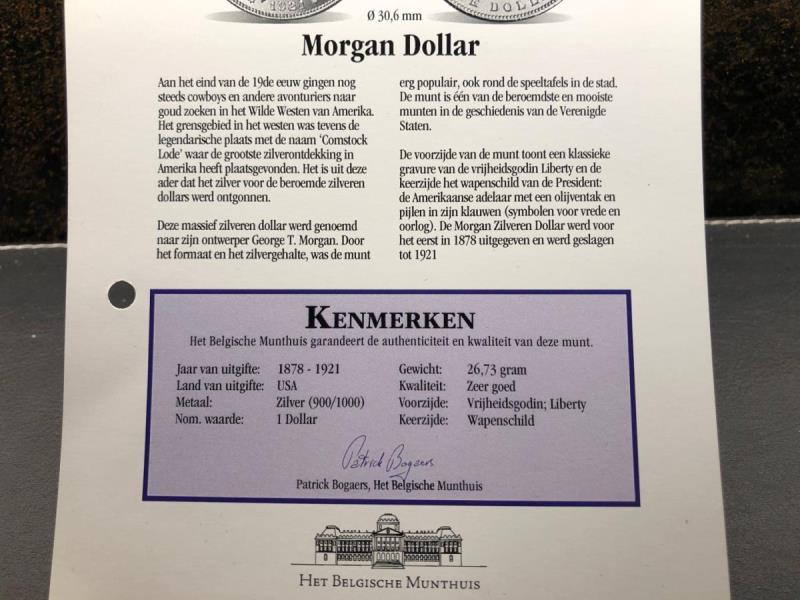 1921
DOLL
Ø 30,6 mm
Morgan Dollar
Aan het eind van de 19de eeuw gingen nog
steeds cowboys en andere avonturiers naar
goud zoeken in het Wilde Westen van Amerika.
Het grensgebied in het westen was tevens de
legendarische plaats met de naam ‘Comstock
Lode’ waar de grootste zilverontdekking in
Amerika heeft plaatsgevonden. Het is uit deze
ader dat het zilver voor de beroemde zilveren
dollars werd ontgonnen.
Deze massief zilveren dollar werd genoemd
naar zijn ontwerper George T. Morgan. Door
het formaat en het zilvergehalte, was de munt
erg populair, ook rond de speeltafels in de stad.
De munt is één van de beroemdste en mooiste
munten in de geschiedenis van de Verenigde
Staten.
De voorzijde van de munt toont een klassieke
gravure van de vrijheidsgodin Liberty en de
keerzijde het wapenschild van de President:
de Amerikaanse adelaar met een olijventak en
pijlen in zijn klauwen (symbolen voor vrede en
oorlog). De Morgan Zilveren Dollar werd voor
het eerst in 1878 uitgegeven en werd geslagen
tot 1921
KENMERKEN
Het Belgische Munthuis garandeert de authenticiteit en kwaliteit van deze munt.
Jaar van uitgifte: 1878 - 1921 Gewicht: 26,73 gram
Land van uitgifte: USA Kwaliteit: Zeer goed
Metaal: Zilver (900/1000) Voorzijde: Vrijheidsgodin; Liberty
Nom. waarde: 1 Dollar Keerzijde: Wapenschild
Patrick Bogaers
Patrick Bogaers, Het Belgische Munthuis
HET BELGISCHE MUNTHUIS